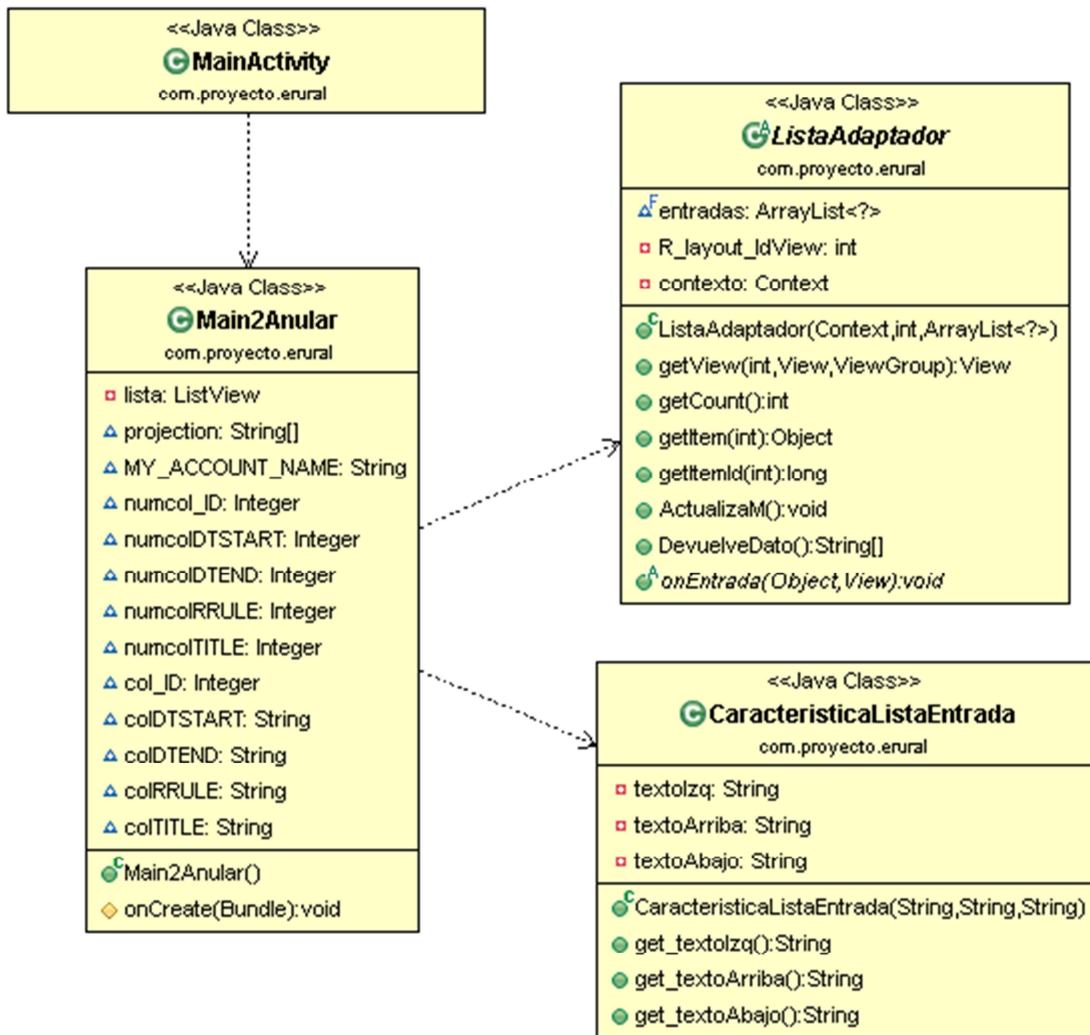 <<Java Class>>
MainActivity
com.proyecto.erural
<<Java Class>>
Main2Anular
com.proyecto.erural
lista: ListView
projection: String[]
MY_ACCOUNT_NAME: String
numcol_ID: Integer
numcolDTSTART: Integer
numcolDTEND: Integer
numcolRRULE: Integer
numcolTITLE: Integer
col_ID: Integer
colDTSTART: String
colDTEND: String
colRRULE: String
colTITLE: String
Main2Anular()
onCreate(Bundle):void
<<Java Class>>
ListaAdaptador
com.proyecto.erural
entradas: ArrayList<?>
R_layout_IdView: int
contexto: Context
ListaAdaptador(Context,int,ArrayList<?>)
getView(int,View,ViewGroup):View
getCount():int
getItem(int):Object
getItemId(int):long
ActualizaM():void
DevuelveDato():String[]
onEntrada(Object,View):void
<<Java Class>>
CaracteristicaListaEntrada
com.proyecto.erural
textoIzq: String
textoArriba: String
textoAbajo: String
CaracteristicaListaEntrada(String,String,String)
get_textoIzq():String
get_textoArriba():String
get_textoAbajo():String